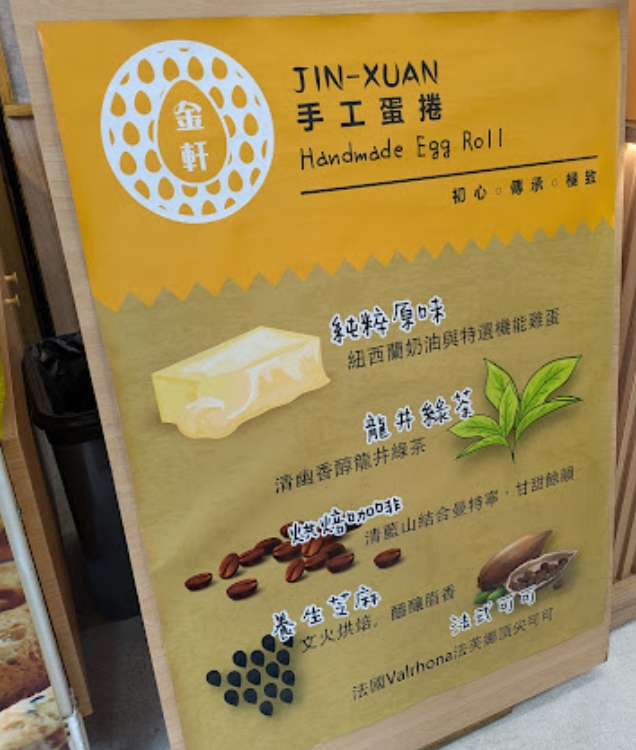 金軒
JIN-XUAN
手工蛋捲
Handmade Egg Roll
初心。傳承。極致
純粹原味
紐西蘭奶油與特選機能雞蛋
龍井綠茶
清幽香醇龍井綠茶
烘焙咖啡
清藍山結合曼特寧，甘甜餘韻
養生芝麻
文火烘焙，醞釀脂香
法式可可
法國Valrhona法芙娜頂尖可可